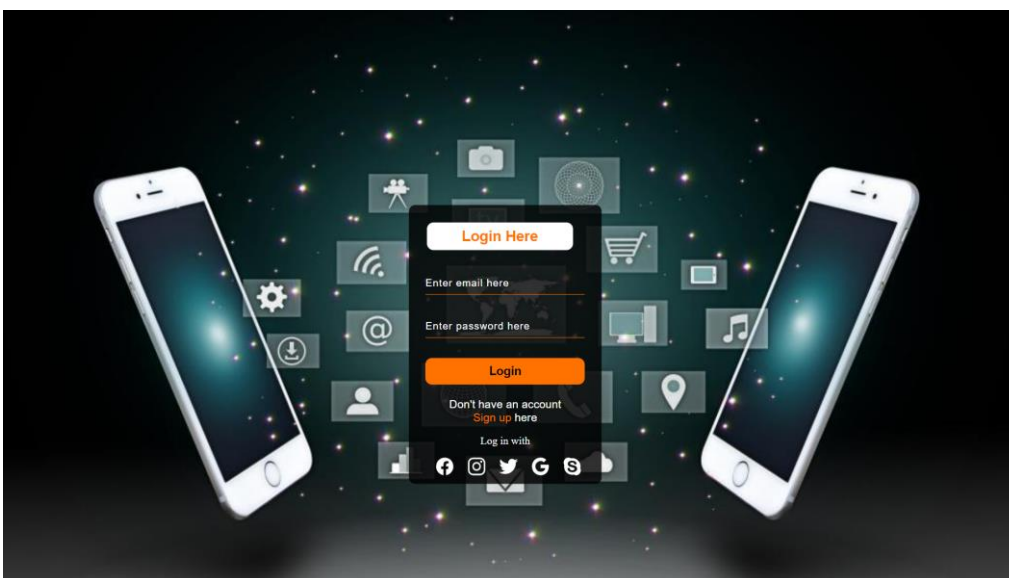 Login Here
Enter email here
Enter password here
Login
Don't have an account
Sign up here
Log in with